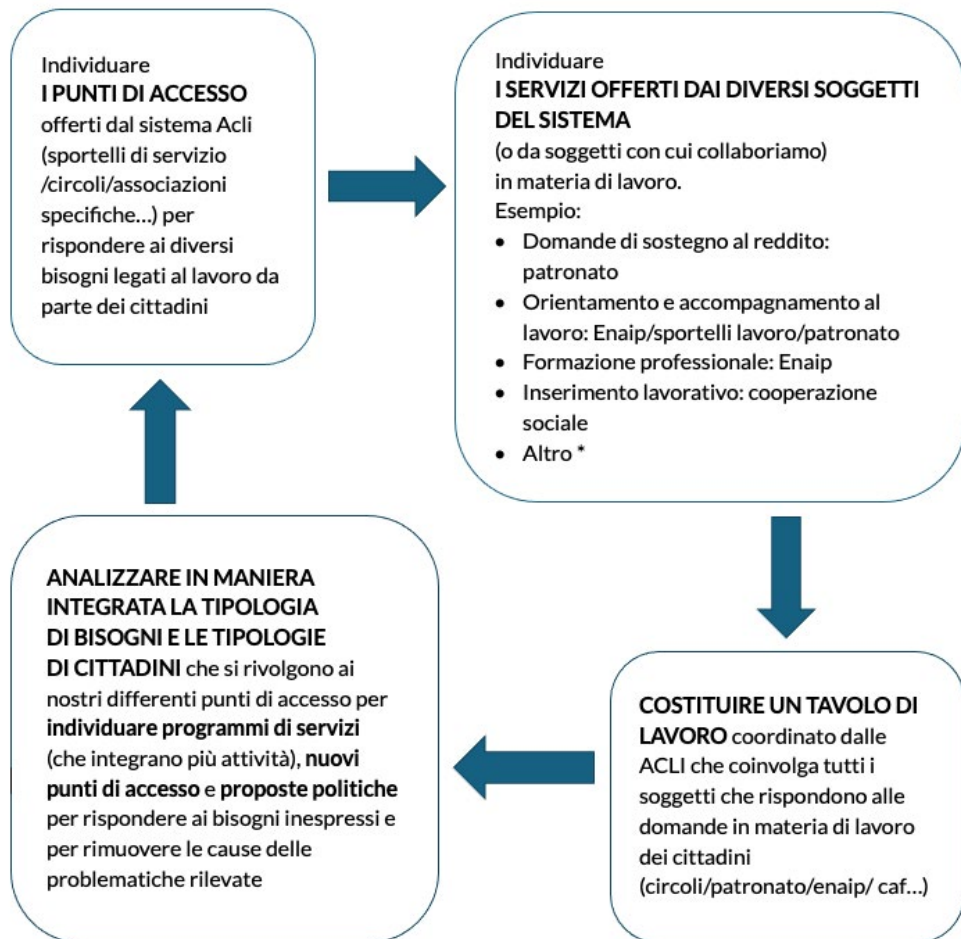 Individuare
I PUNTI DI ACCESSO
offerti dal sistema Acli
(sportelli di servizio
/circoli/associazioni
specifiche...) per
rispondere ai diversi
bisogni legati al lavoro da
parte dei cittadini
Individuare
I SERVIZI OFFERTI DAI DIVERSI SOGGETTI
DEL SISTEMA
(o da soggetti con cui collaboriamo)
in materia di lavoro.
Esempio:
• Domande di sostegno al reddito:
patronato
• Orientamento e accompagnamento al
lavoro: Enaip/sportelli lavoro/patronato
• Formazione professionale: Enaip
• Inserimento lavorativo: cooperazione
sociale
• Altro *
COSTITUIRE UN TAVOLO DI
LAVORO coordinato dalle
ACLI che coinvolga tutti i
soggetti che rispondono alle
domande in materia di lavoro
dei cittadini
(circoli/patronato/enaip/ caf...)
ANALIZZARE IN MANIERA
INTEGRATA LA TIPOLOGIA
DI BISOGNI E LE TIPOLOGIE
DI CITTADINI che si rivolgono ai
nostri differenti punti di accesso per
individuare programmi di servizi
(che integrano più attività), nuovi
punti di accesso e proposte politiche
per rispondere ai bisogni inespressi e
per rimuovere le cause delle
problematiche rilevate